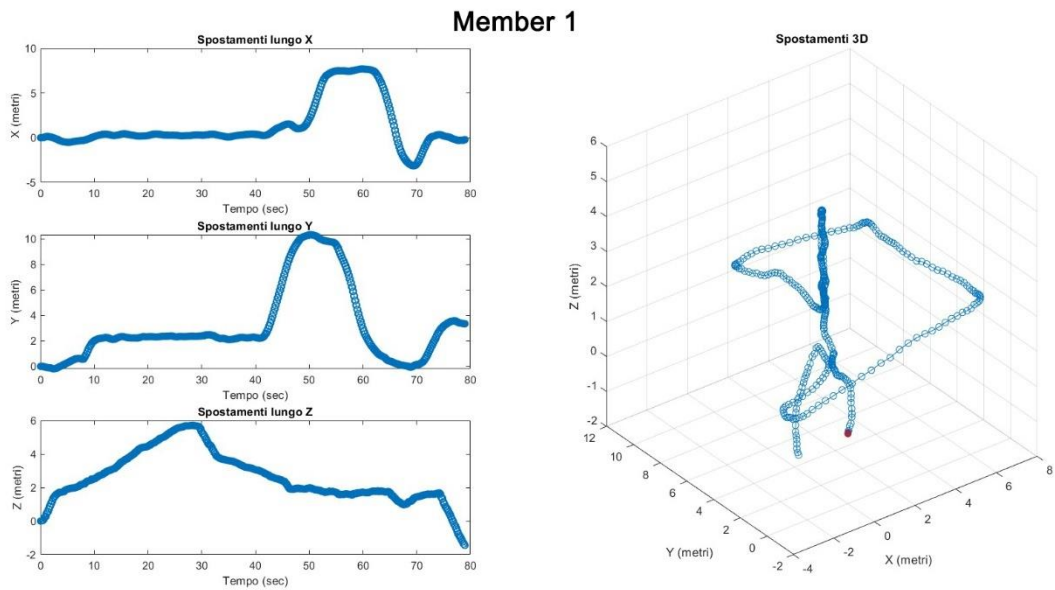 Member 1
Spostamenti lungo X
10
5
0
-5
X (metri)
0 10 20 30 40 50 60 70 80
Tempo (sec)
Spostamenti lungo Y
10
8
6
4
2
0
Y (metri)
0 10 20 30 40 50 60 70 80
Tempo (sec)
Spostamenti lungo Z
6
4
2
0
-2
Z (metri)
0 10 20 30 40 50 60 70 80
Tempo (sec)
Spostamenti 3D
6
5
4
3
2
1
0
-1
-2
Z (metri)
12
10
8
6
4
2
0
-2
Y (metri)
-4
-2
0
2
4
6
8
X (metri)